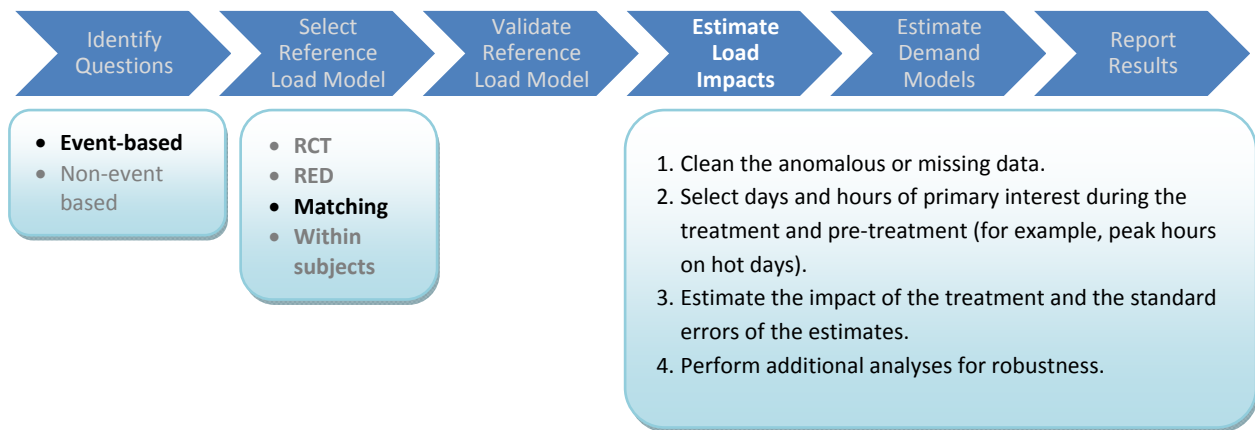 Identify
Questions
Select
Reference
Load Model
Validate
Reference
Load Model
Estimate
Load
Impacts
Estimate
Demand
Models
Report
Results
• Event-based
• Non-event
based
• RCT
• RED
• Matching
• Within
subjects
1. Clean the anomalous or missing data.
2. Select days and hours of primary interest during the
treatment and pre-treatment (for example, peak hours
on hot days).
3. Estimate the impact of the treatment and the standard
errors of the estimates.
4. Perform additional analyses for robustness.